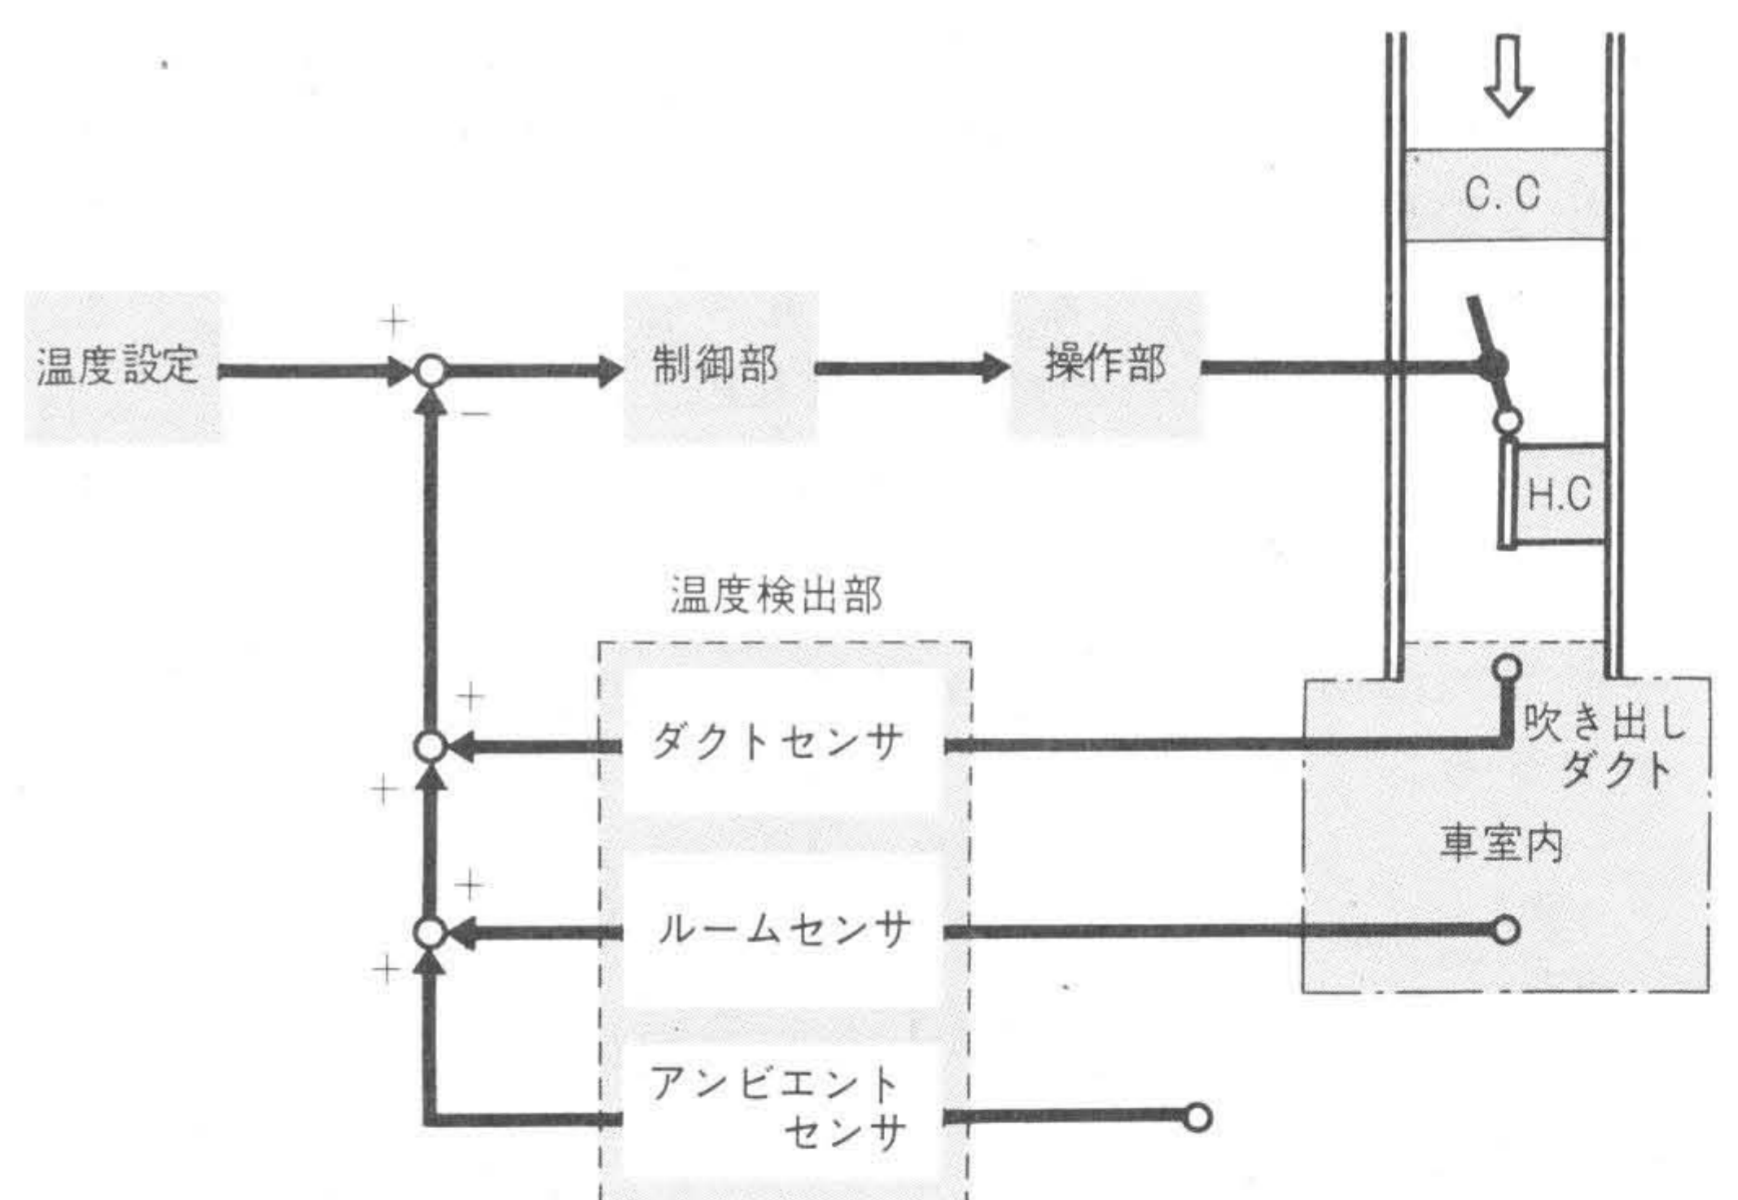 C.C
+
温度設定
制御部
操作部
−
H.C
温度検出部
+
ダクトセンサ
吹き出し
ダクト
+
車室内
+
ルームセンサ
+
アンビエント
センサ